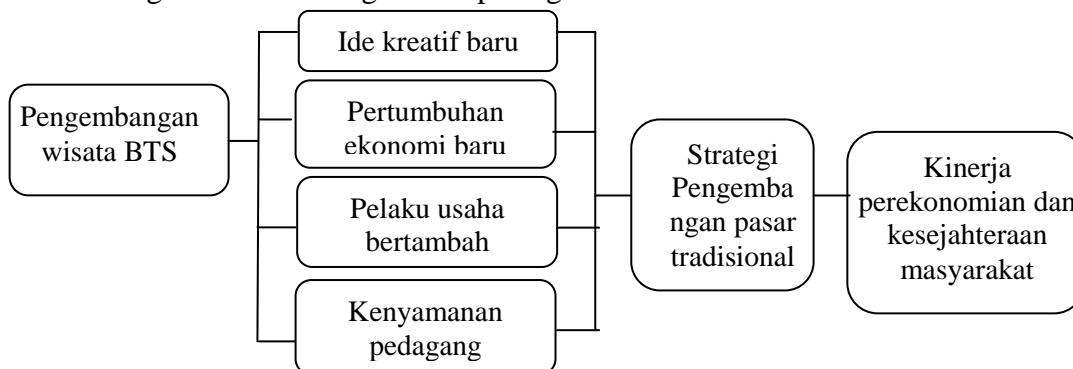 Ide kreatif baru
Pengembangan
wisata BTS
Pertumbuhan
ekonomi baru
Pelaku usaha
bertambah
Kenyamanan
pedagang
Strategi
Pengemba
ngan pasar
tradisional
Kinerja
perekonomian dan
kesejahteraan
masyarakat